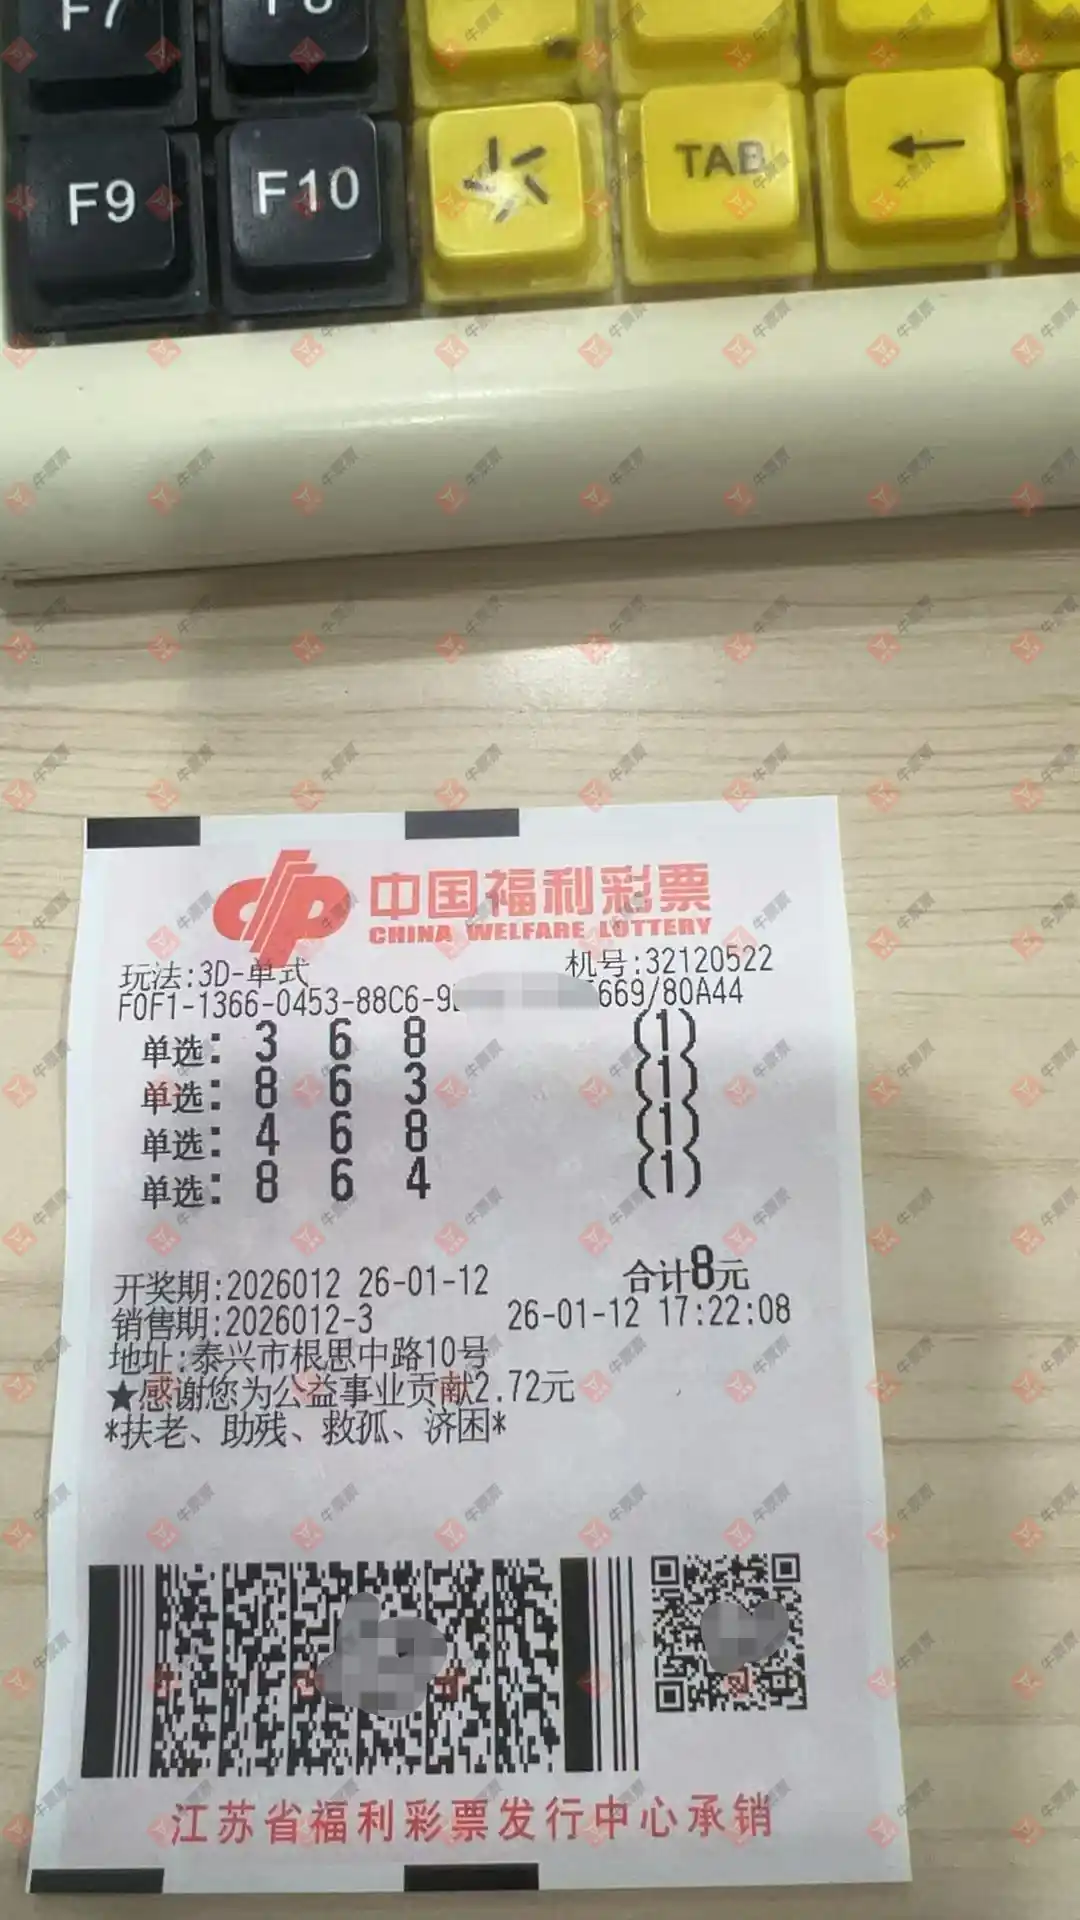 F7 F8
F9 F10 TAB ←
中国福利彩票
CHINA WELFARE LOTTERY
玩法:3D-单式 机号:32120522
F0F1-1366-0453-88C6-9 669/80A44
单选: 3 6 8 (1)
单选: 8 6 3 (1)
单选: 4 6 8 (1)
单选: 8 6 4 (1)
开奖期:2026012 26-01-12 合计8元
销售期:2026012-3 26-01-12 17:22:08
地址:泰兴市根思中路10号
★感谢您为公益事业贡献2.72元
*扶老、助残、救孤、济困*
江苏省福利彩票发行中心承销
牛票票